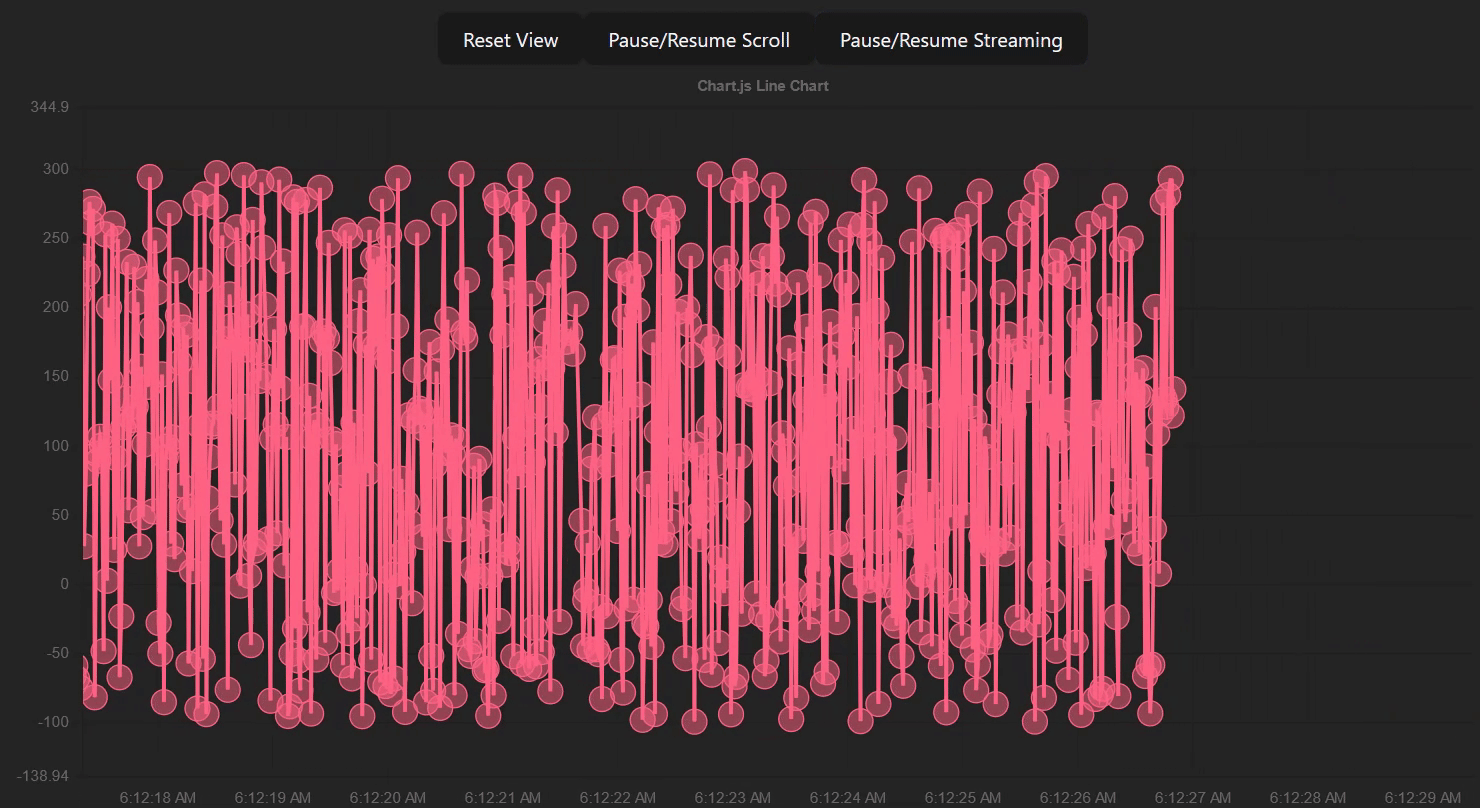 Reset View
Pause/Resume Scroll
Pause/Resume Streaming
Chart.js Line Chart
344.9
300
250
200
150
100
50
0
-50
-100
-138.94
6:12:18 AM
6:12:19 AM
6:12:20 AM
6:12:21 AM
6:12:22 AM
6:12:23 AM
6:12:24 AM
6:12:25 AM
6:12:26 AM
6:12:27 AM
6:12:28 AM
6:12:29 AM